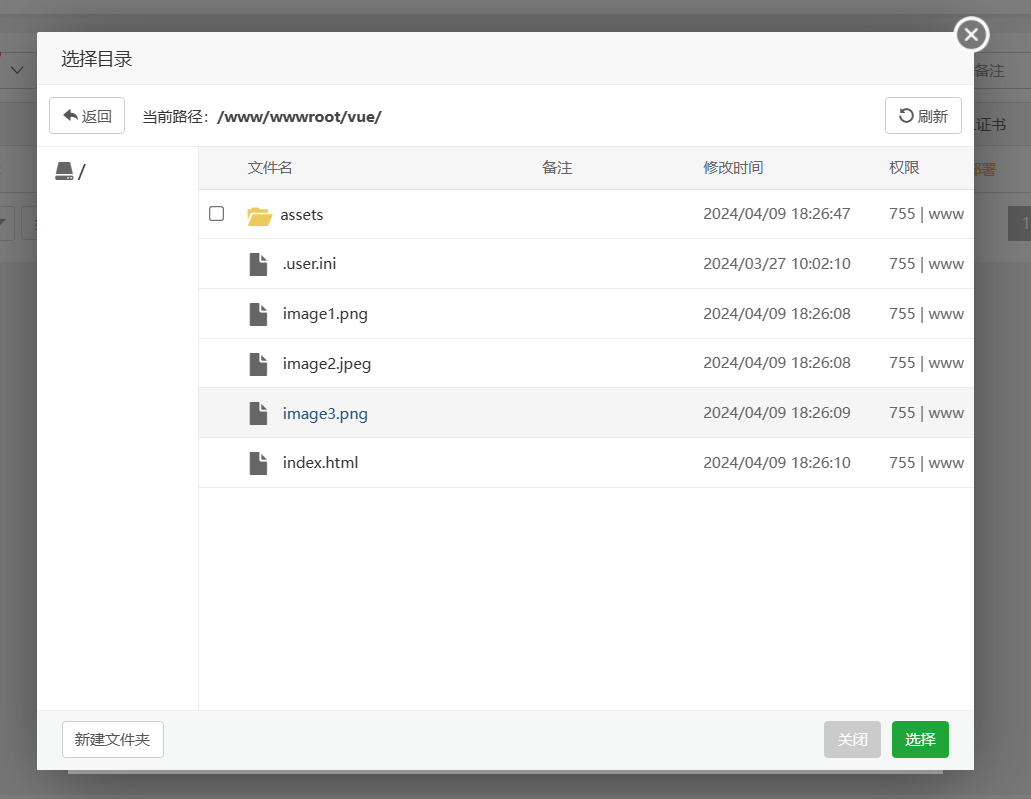 选择目录
备注
返回
当前路径：/www/wwwroot/vue/
刷新
证书
/
文件名 备注 修改时间 权限
部署
assets 2024/04/09 18:26:47 755 | www
1
.user.ini 2024/03/27 10:02:10 755 | www
image1.png 2024/04/09 18:26:08 755 | www
image2.jpeg 2024/04/09 18:26:08 755 | www
image3.png 2024/04/09 18:26:09 755 | www
index.html 2024/04/09 18:26:10 755 | www
新建文件夹
关闭
选择